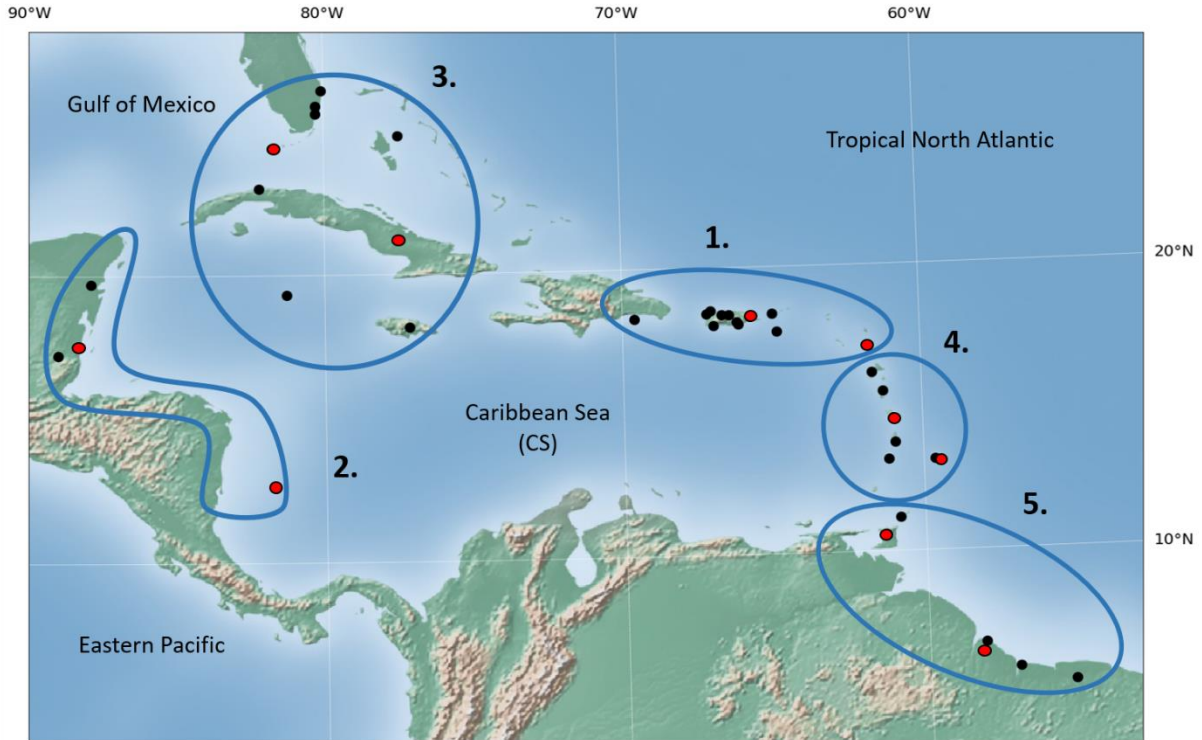 90°W 80°W 70°W 60°W
3.
Gulf of Mexico
Tropical North Atlantic
1.
20°N
4.
Caribbean Sea
(CS)
2.
5.
10°N
Eastern Pacific